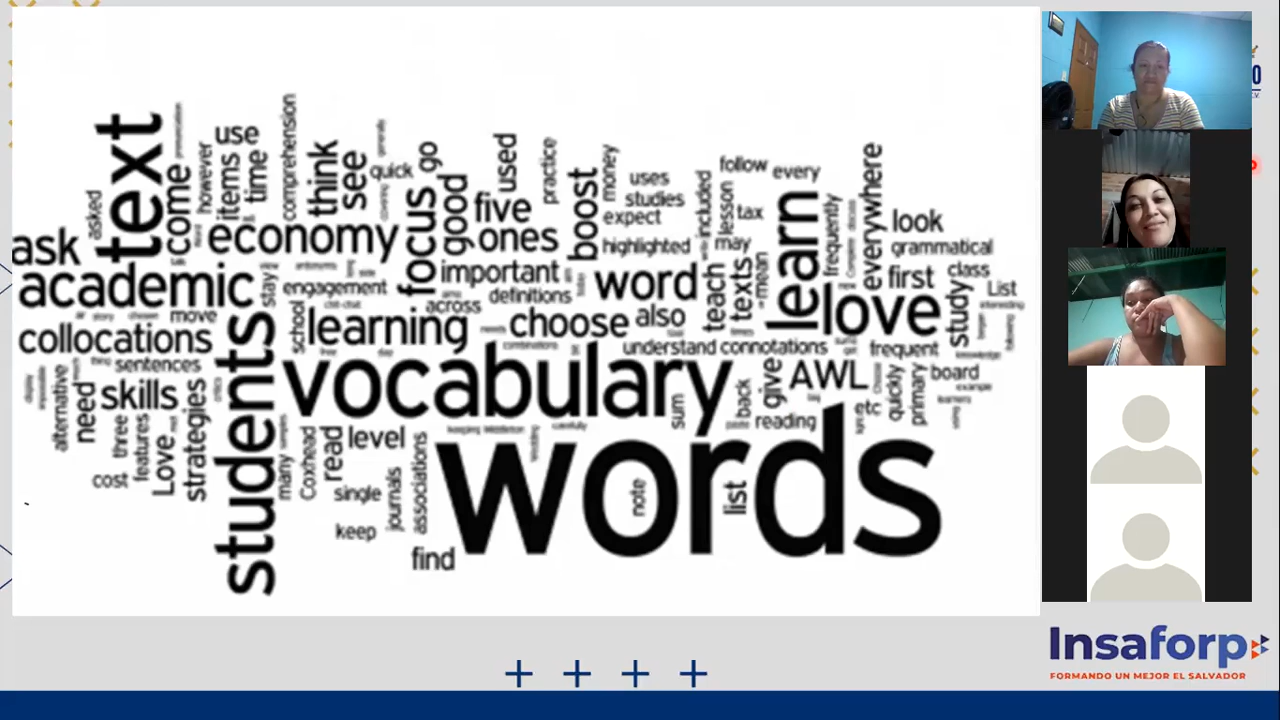 text
come
however
use
items
time
comprehension
think
see
quick
go
used
practice
money
uses
studies
expect
follow
every
included
lesson
tax
frequently
everywhere
look
asked
ask
economy
focus
good
five
ones
boost
highlighted
may
learn
grammatical
academic
stay
engagement
important
definitions
word
teach
texts
mean
first
class
List
move
school
across
choose
also
love
study
collocations
learning
understand
connotations
frequent
sentences
alternative
need
skills
strategies
students
vocabulary
sum
back
give
AWL
etc
quickly
primary
board
example
three
features
Love
many
Coxhead
read
level
reading
words
cost
single
journals
associations
note
list
keep
find
Insaforp
FORMANDO UN MEJOR EL SALVADOR